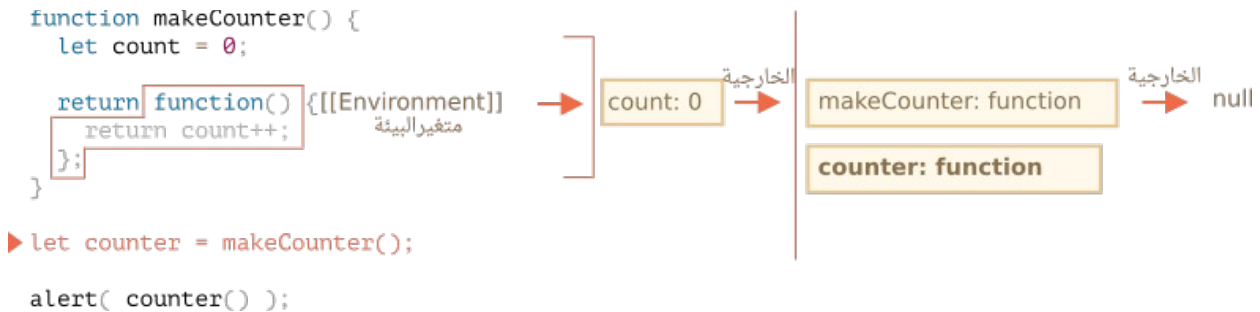 function makeCounter() {
let count = 0;
return function() {[[Environment]]
متغيرالبيئة
return count++;
};
}
let counter = makeCounter();
alert( counter() );
count: 0
الخارجية
makeCounter: function
counter: function
الخارجية
null